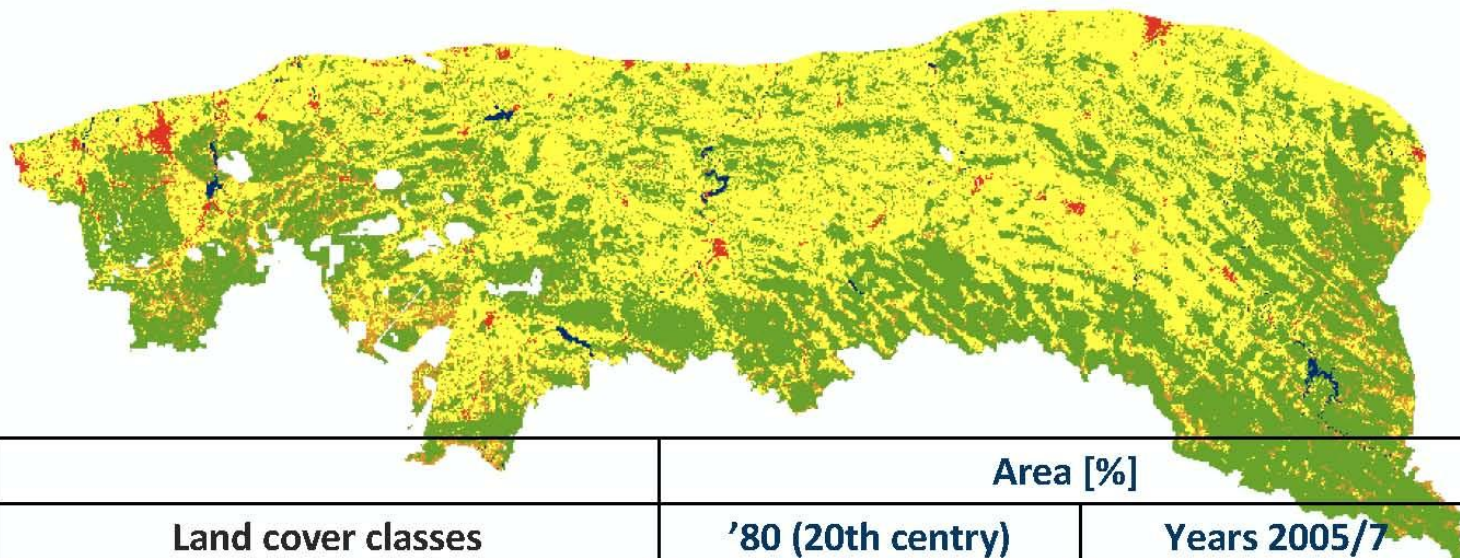 Area [%]
Land cover classes ’80 (20th centry) Years 2005/7